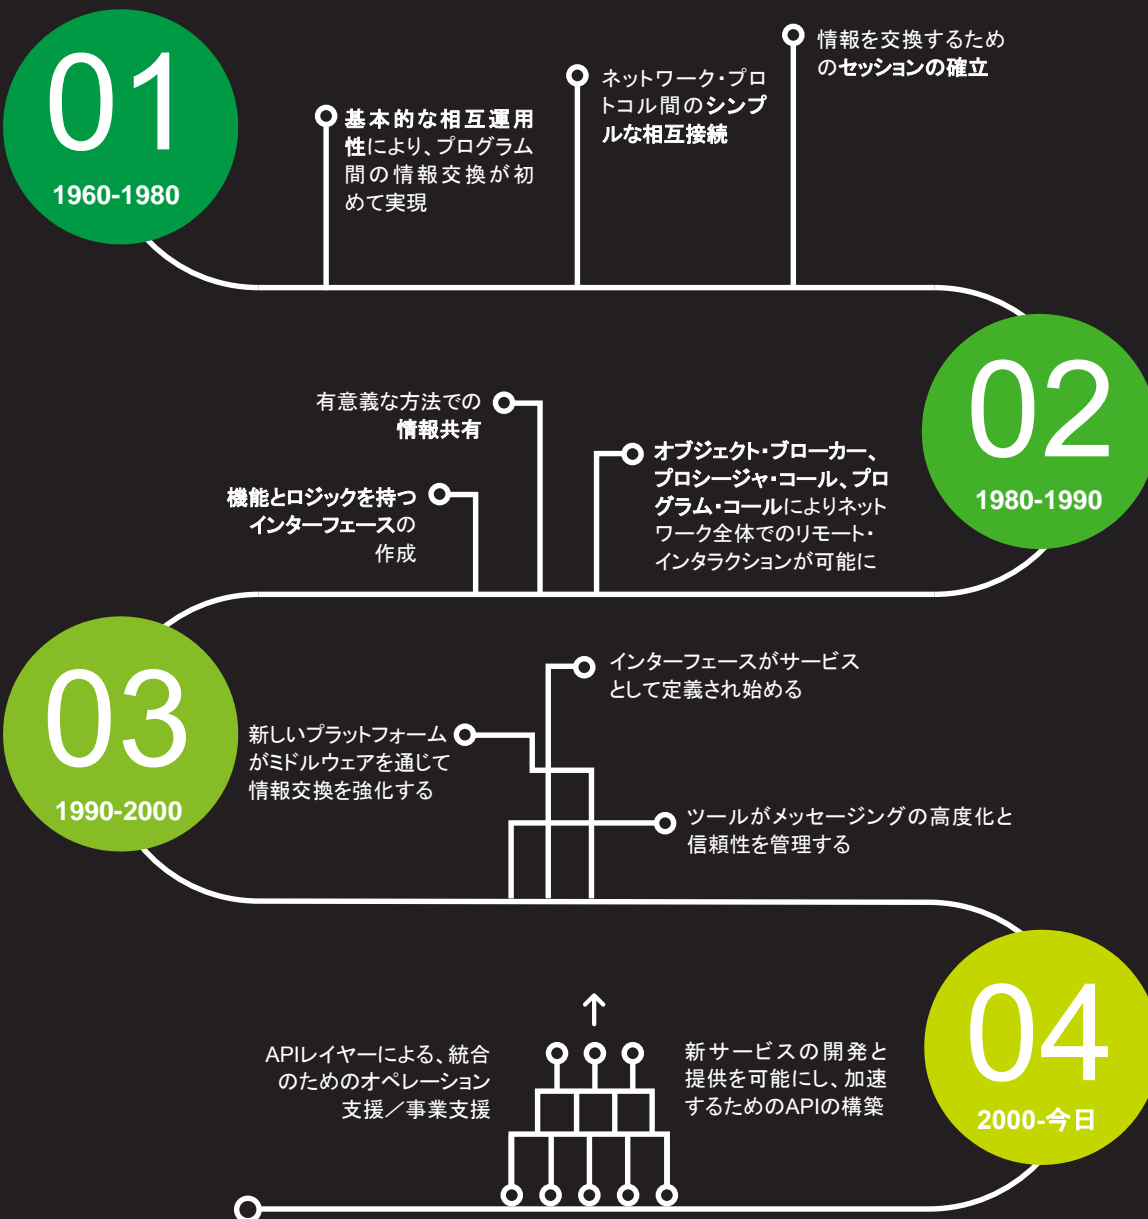 01
1960-1980
基本的な相互運用
性により、プログラム
間の情報交換が初
めて実現
ネットワーク・プロ
トコル間のシンプ
ルな相互接続
情報を交換するため
のセッションの確立
02
1980-1990
有意義な方法での
情報共有
機能とロジックを持つ
インターフェースの
作成
オブジェクト・ブローカー、
プロシージャ・コール、プロ
グラム・コールによりネット
ワーク全体でのリモート・
インタラクションが可能に
03
1990-2000
インターフェースがサービス
として定義され始める
新しいプラットフォーム
がミドルウェアを通じて
情報交換を強化する
ツールがメッセージングの高度化と
信頼性を管理する
04
2000-今日
APIレイヤーによる、統合
のためのオペレーション
支援／事業支援
新サービスの開発と
提供を可能にし、加速
するためのAPIの構築